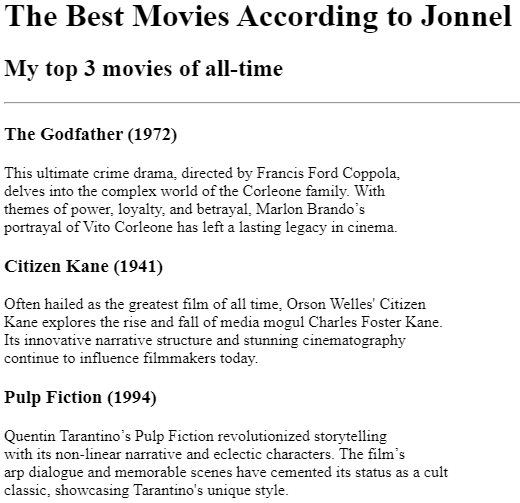 The Best Movies According to Jonnel
My top 3 movies of all-time
The Godfather (1972)
This ultimate crime drama, directed by Francis Ford Coppola,
delves into the complex world of the Corleone family. With
themes of power, loyalty, and betrayal, Marlon Brando’s
portrayal of Vito Corleone has left a lasting legacy in cinema.
Citizen Kane (1941)
Often hailed as the greatest film of all time, Orson Welles' Citizen
Kane explores the rise and fall of media mogul Charles Foster Kane.
Its innovative narrative structure and stunning cinematography
continue to influence filmmakers today.
Pulp Fiction (1994)
Quentin Tarantino’s Pulp Fiction revolutionized storytelling
with its non-linear narrative and eclectic characters. The film’s
arp dialogue and memorable scenes have cemented its status as a cult
classic, showcasing Tarantino's unique style.